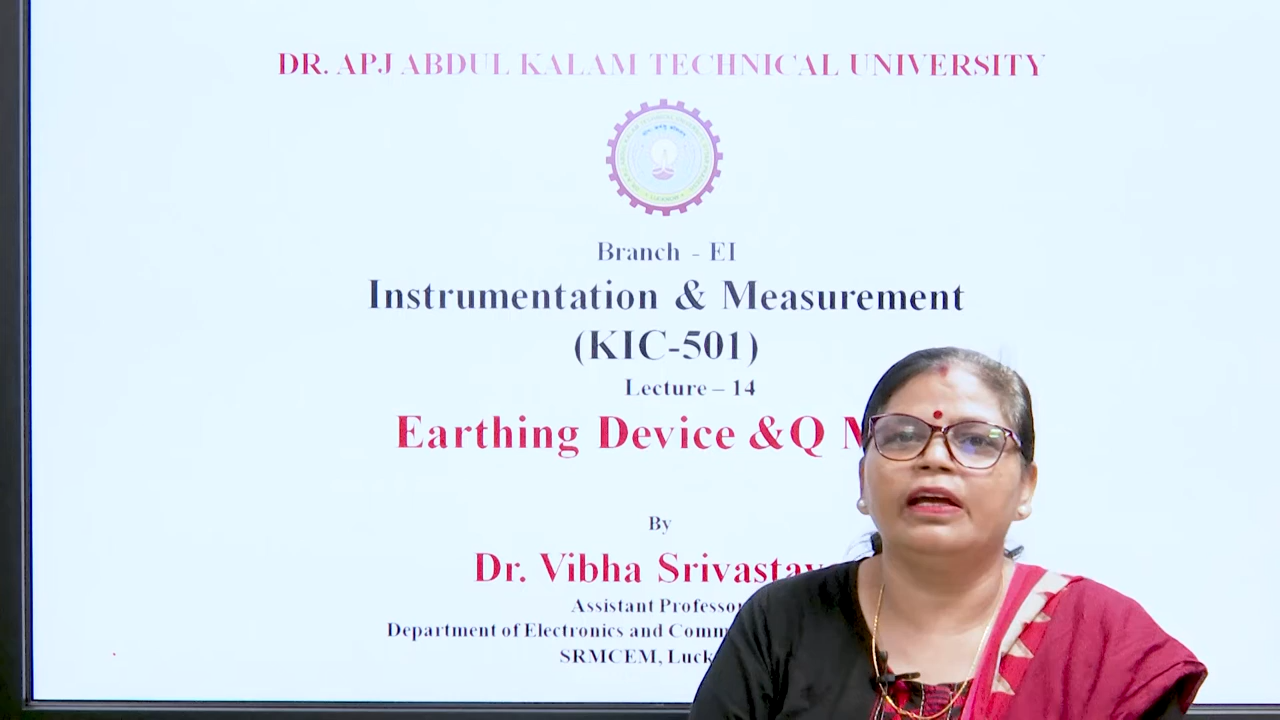 DR. APJ ABDUL KALAM TECHNICAL UNIVERSITY
Branch - EI
Instrumentation & Measurement
(KIC-501)
Lecture – 14
Earthing Device &Q
By
Dr. Vibha
Assistant
Department of Electronics and
SRMCEM,